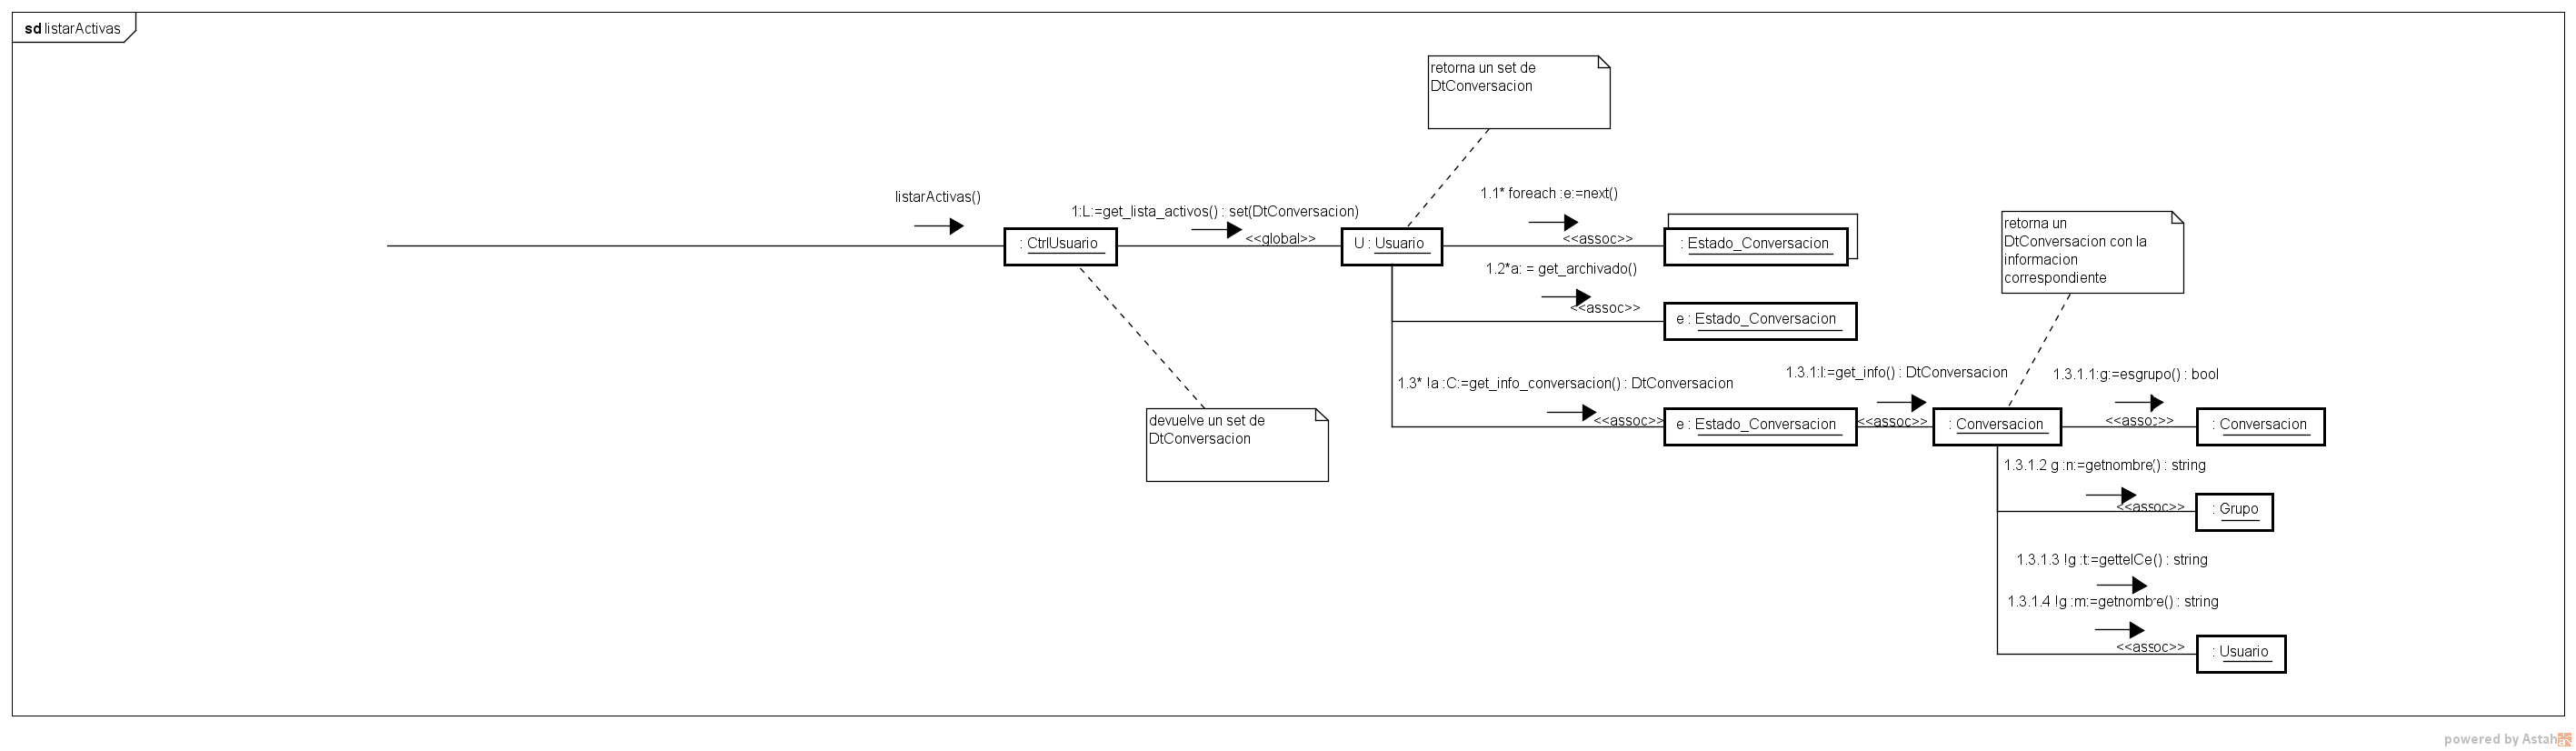 sd listarActivas
retorna un set de
DtConversacion
listarActivas()
1:L:=get_lista_activos() : set(DtConversacion)
<<global>>
1.1* foreach :e:=next()
<<assoc>>
: CtrlUsuario
U : Usuario
: Estado_Conversacion
retorna un
DtConversacion con la
informacion
correspondiente
1.2*a: = get_archivado()
<<assoc>>
e : Estado_Conversacion
1.3* !a :C:=get_info_conversacion() : DtConversacion
<<assoc>>
e : Estado_Conversacion
1.3.1:I:=get_info() : DtConversacion
<<assoc>>
: Conversacion
1.3.1.1:g:=esgrupo() : bool
<<assoc>>
: Conversacion
devuelve un set de
DtConversacion
1.3.1.2 g :n:=getnombre() : string
<<assoc>>
: Grupo
1.3.1.3 !g :t:=gettelCel() : string
1.3.1.4 !g :m:=getnombre() : string
<<assoc>>
: Usuario
powered by Astah